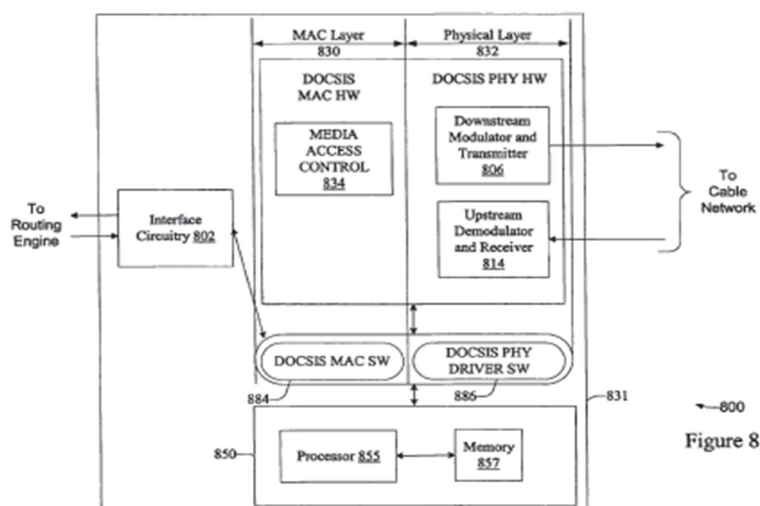 MAC Layer
830
Physical Layer
832
DOCSIS
MAC HW
DOCSIS PHY HW
MEDIA
ACCESS
CONTROL
834
Downstream
Modulator and
Transmitter
806
To
Routing
Engine
Interface
Circuitry 802
Upstream
Demodulator
and Receiver
814
To
Cable
Network
DOCSIS MAC SW
DOCSIS PHY
DRIVER SW
884
886
831
800
Figure 8
850
Processor 855
Memory
857